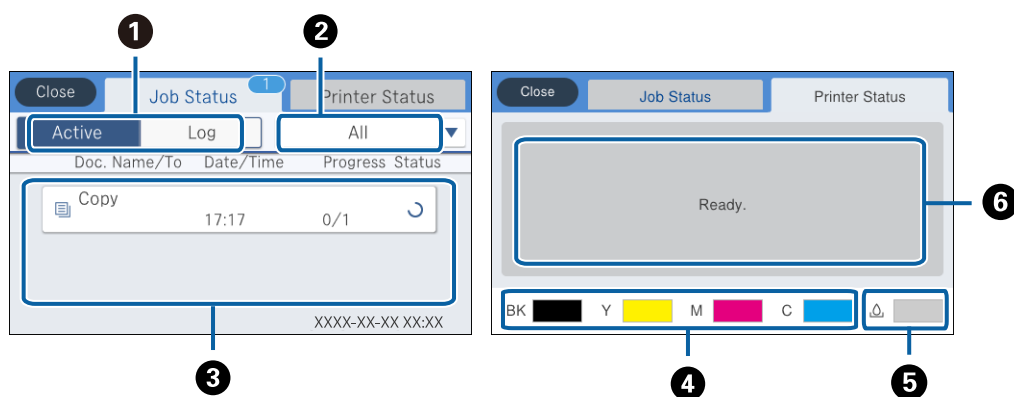 1 2
Close Job Status 1 Printer Status
Active Log All
Doc. Name/To Date/Time Progress Status
Copy
17:17 0/1
XXXX-XX-XX XX:XX
3
Close Job Status Printer Status
Ready.
6
BK Y M C
4 5